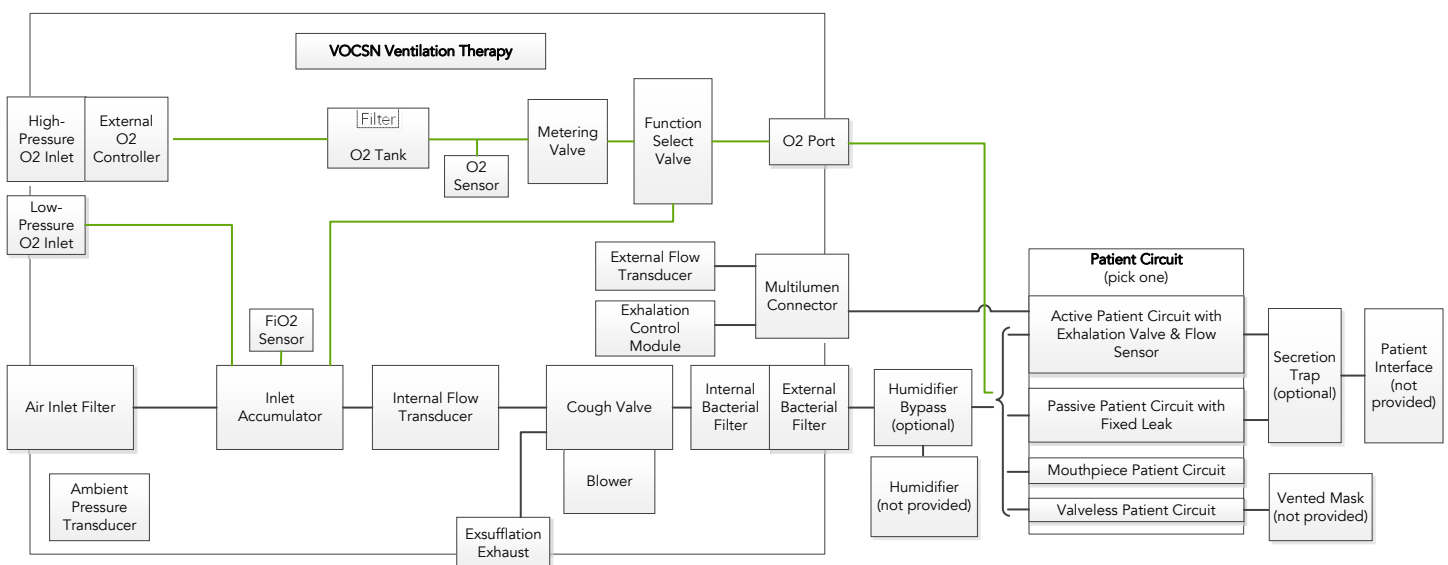 VOCSN Ventilation Therapy
High-
Pressure
O2 Inlet
External
O2
Controller
Filter
O2 Tank
O2
Sensor
Metering
Valve
Function
Select
Valve
O2 Port
Low-
Pressure
O2 Inlet
External Flow
Transducer
Exhalation
Control
Module
Multilumen
Connector
Patient Circuit
(pick one)
Active Patient Circuit with
Exhalation Valve & Flow
Sensor
Passive Patient Circuit with
Fixed Leak
Mouthpiece Patient Circuit
Valveless Patient Circuit
Secretion
Trap
(optional)
Patient
Interface
(not
provided)
Vented Mask
(not provided)
FiO2
Sensor
Air Inlet Filter
Inlet
Accumulator
Internal Flow
Transducer
Cough Valve
Blower
Internal
Bacterial
Filter
External
Bacterial
Filter
Humidifier
Bypass
(optional)
Humidifier
(not provided)
Ambient
Pressure
Transducer
Exsufflation
Exhaust